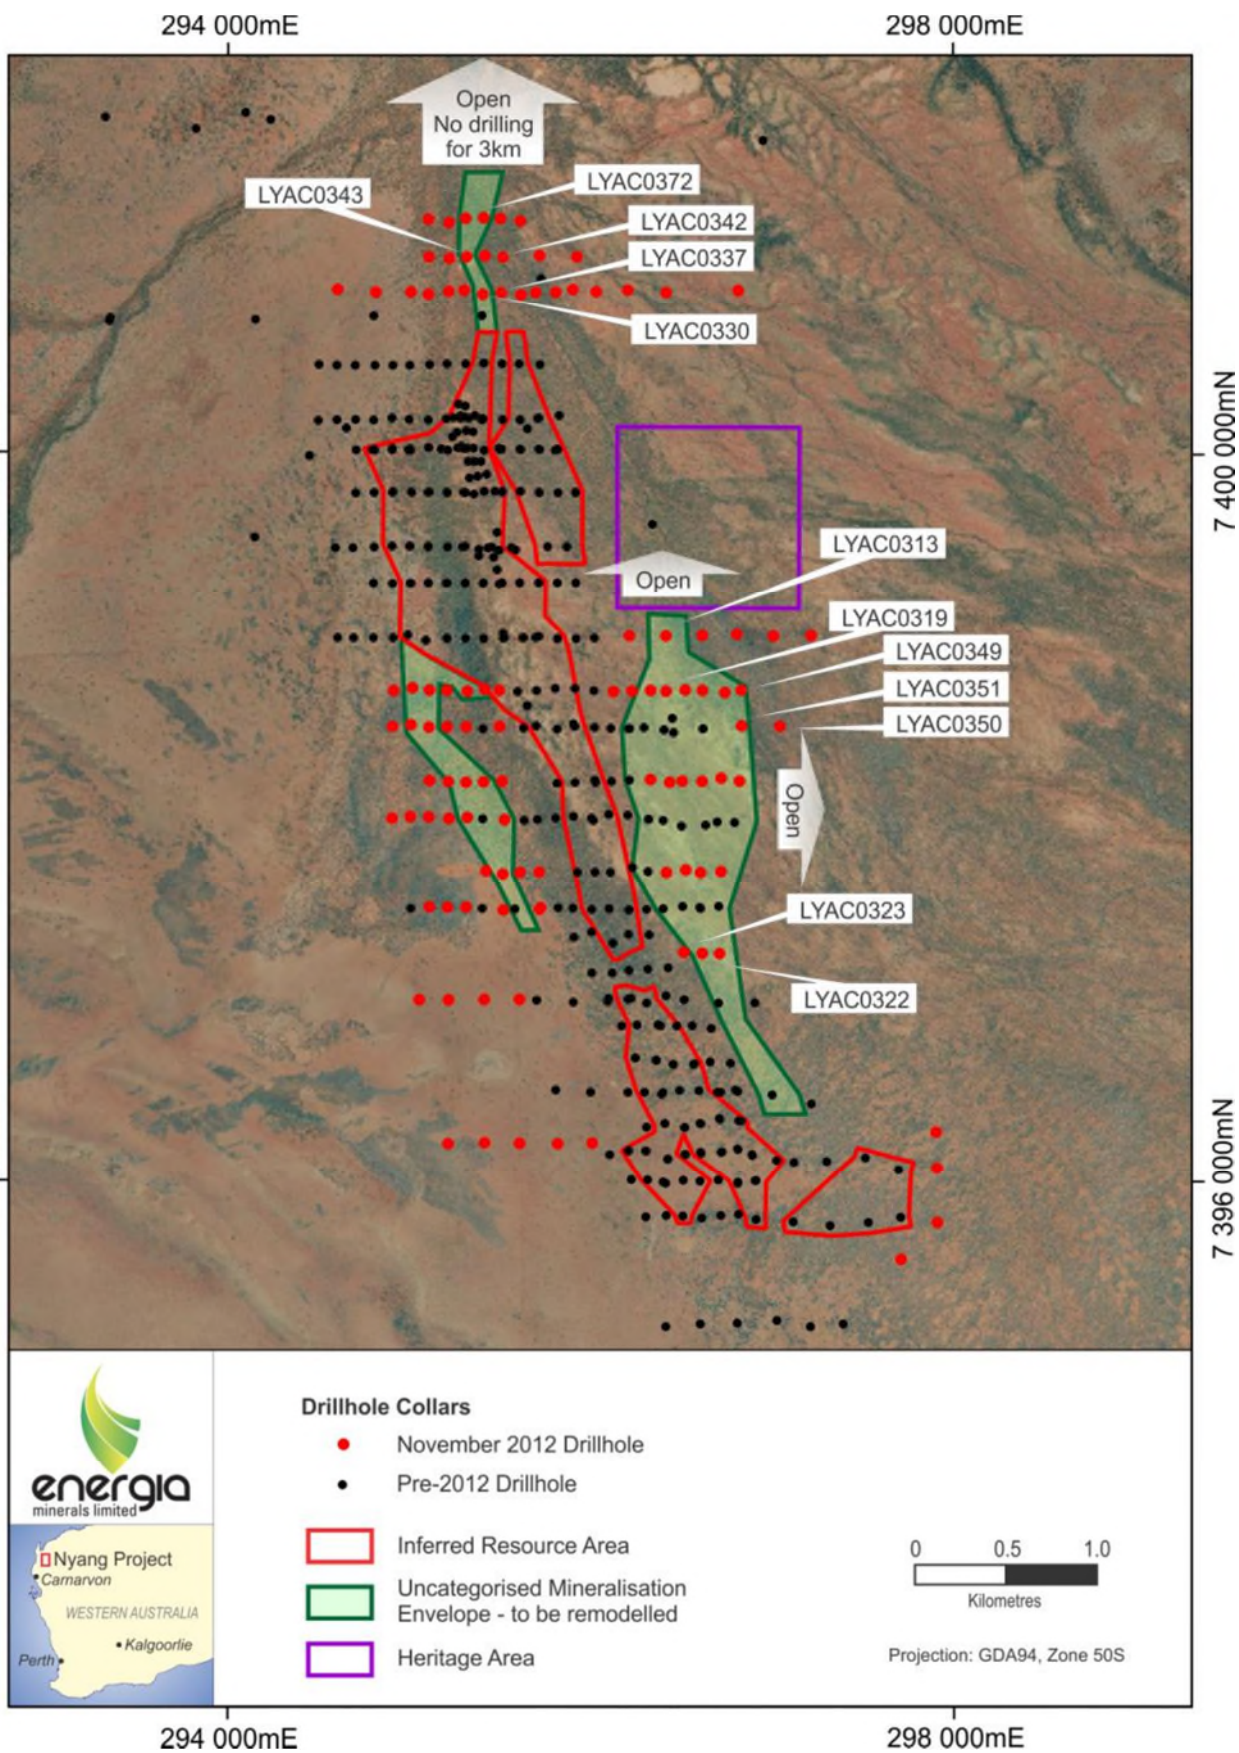 294 000mE
298 000mE
Open
No drilling
for 3km
LYAC0372
LYAC0343
LYAC0342
LYAC0337
LYAC0330
7 400 000mN
LYAC0313
Open
LYAC0319
LYAC0349
LYAC0351
LYAC0350
Open
LYAC0323
LYAC0322
7 396 000mN
energia
minerals limited
Nyang Project
Carnarvon
WESTERN AUSTRALIA
Kalgoorlie
Perth
Drillhole Collars
November 2012 Drillhole
Pre-2012 Drillhole
Inferred Resource Area
Uncategorised Mineralisation
Envelope - to be remodelled
Heritage Area
0 0.5 1.0
Kilometres
Projection: GDA94, Zone 50S
294 000mE
298 000mE